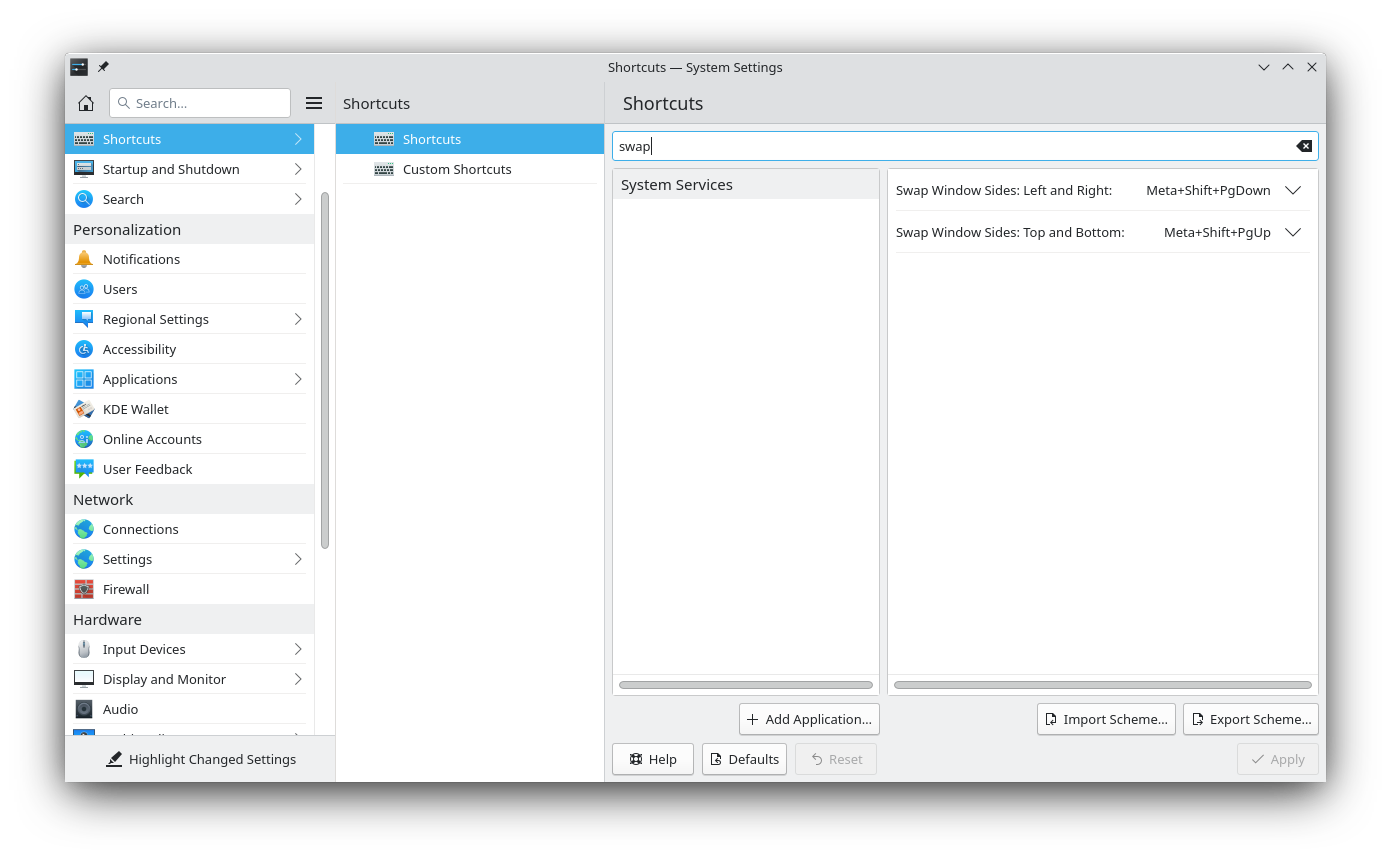 Shortcuts — System Settings
Search...
Shortcuts
Shortcuts
Shortcuts
Startup and Shutdown
Search
Personalization
Notifications
Users
Regional Settings
Accessibility
Applications
KDE Wallet
Online Accounts
User Feedback
Network
Connections
Settings
Firewall
Hardware
Input Devices
Display and Monitor
Audio
Highlight Changed Settings
Shortcuts
Custom Shortcuts
swap
System Services
Swap Window Sides: Left and Right: Meta+Shift+PgDown
Swap Window Sides: Top and Bottom: Meta+Shift+PgUp
Add Application...
Import Scheme...
Export Scheme...
Help
Defaults
Reset
Apply